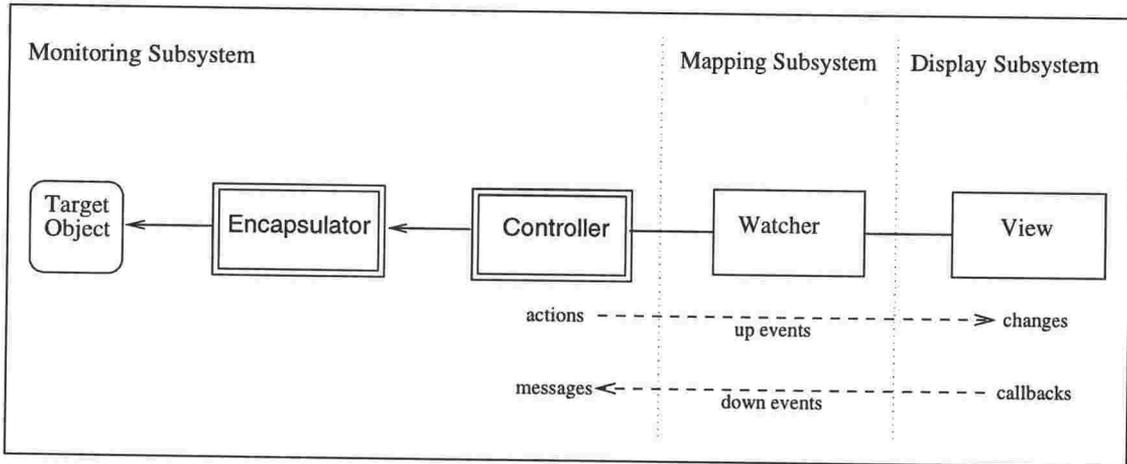 Monitoring Subsystem
Mapping Subsystem
Display Subsystem
Target
Object
Encapsulator
Controller
Watcher
View
actions
up events
changes
messages
down events
callbacks